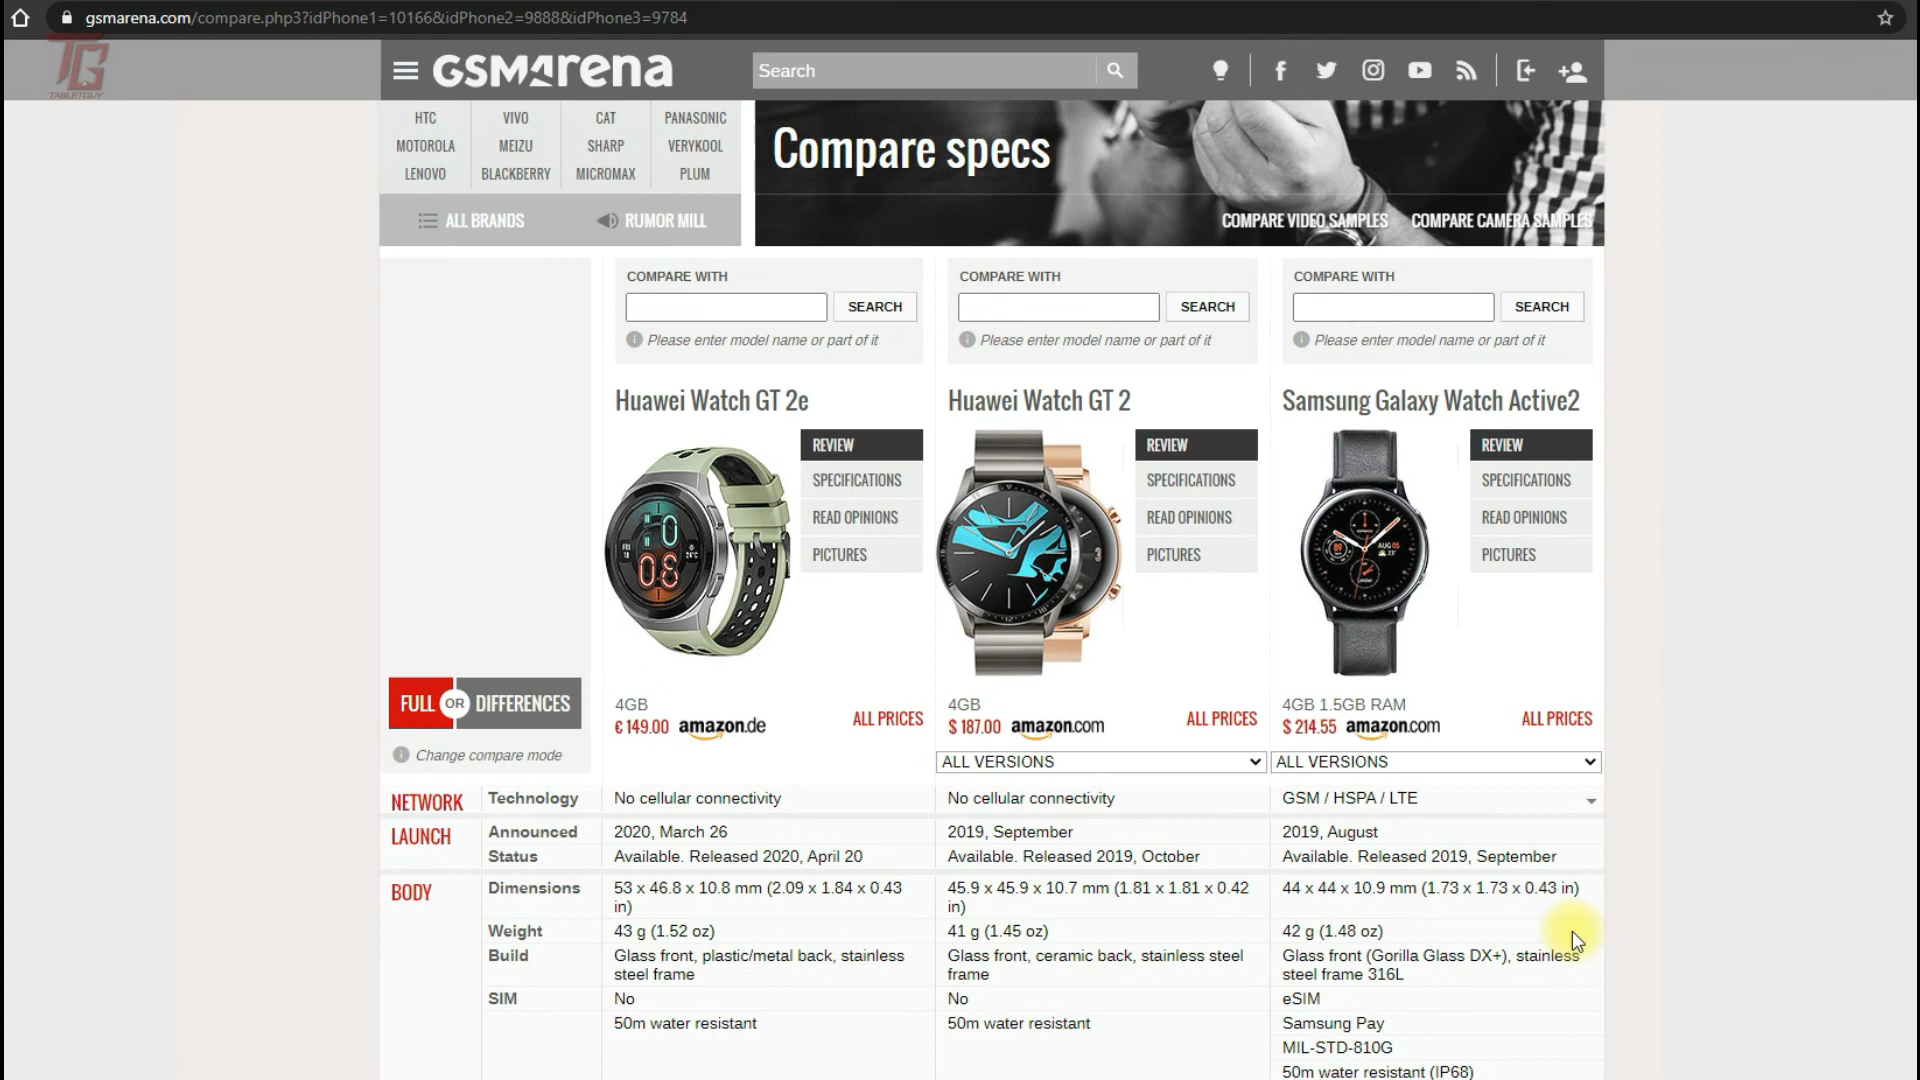 gsmarena.com/compare.php3?idPhone1=10166&idPhone2=9888&idPhone3=9784
TG
TABLETGUY
GSMarena
Search
HTC VIVO CAT PANASONIC
MOTOROLA MEIZU SHARP VERYKOOL
LENOVO BLACKBERRY MICROMAX PLUM
ALL BRANDS RUMOR MILL
Compare specs
COMPARE VIDEO SAMPLES COMPARE CAMERA SAMPLES
COMPARE WITH COMPARE WITH COMPARE WITH
SEARCH SEARCH SEARCH
Please enter model name or part of it Please enter model name or part of it Please enter model name or part of it
Huawei Watch GT 2e Huawei Watch GT 2 Samsung Galaxy Watch Active2
REVIEW REVIEW REVIEW
SPECIFICATIONS SPECIFICATIONS SPECIFICATIONS
READ OPINIONS READ OPINIONS READ OPINIONS
PICTURES PICTURES PICTURES
AUG 05
FULL OR DIFFERENCES
Change compare mode
4GB 4GB 4GB 1.5GB RAM
€ 149.00 amazon.de ALL PRICES $ 187.00 amazon.com ALL PRICES $ 214.55 amazon.com ALL PRICES
ALL VERSIONS ALL VERSIONS
NETWORK Technology No cellular connectivity No cellular connectivity GSM / HSPA / LTE
LAUNCH Announced 2020, March 26 2019, September 2019, August
Status Available. Released 2020, April 20 Available. Released 2019, October Available. Released 2019, September
BODY Dimensions 53 x 46.8 x 10.8 mm (2.09 x 1.84 x 0.43 45.9 x 45.9 x 10.7 mm (1.81 x 1.81 x 0.42 44 x 44 x 10.9 mm (1.73 x 1.73 x 0.43 in)
in) in)
Weight 43 g (1.52 oz) 41 g (1.45 oz) 42 g (1.48 oz)
Build Glass front, plastic/metal back, stainless Glass front, ceramic back, stainless steel Glass front (Gorilla Glass DX+), stainless
steel frame frame steel frame 316L
SIM No No eSIM
50m water resistant 50m water resistant Samsung Pay
MIL-STD-810G
50m water resistant (IP68)